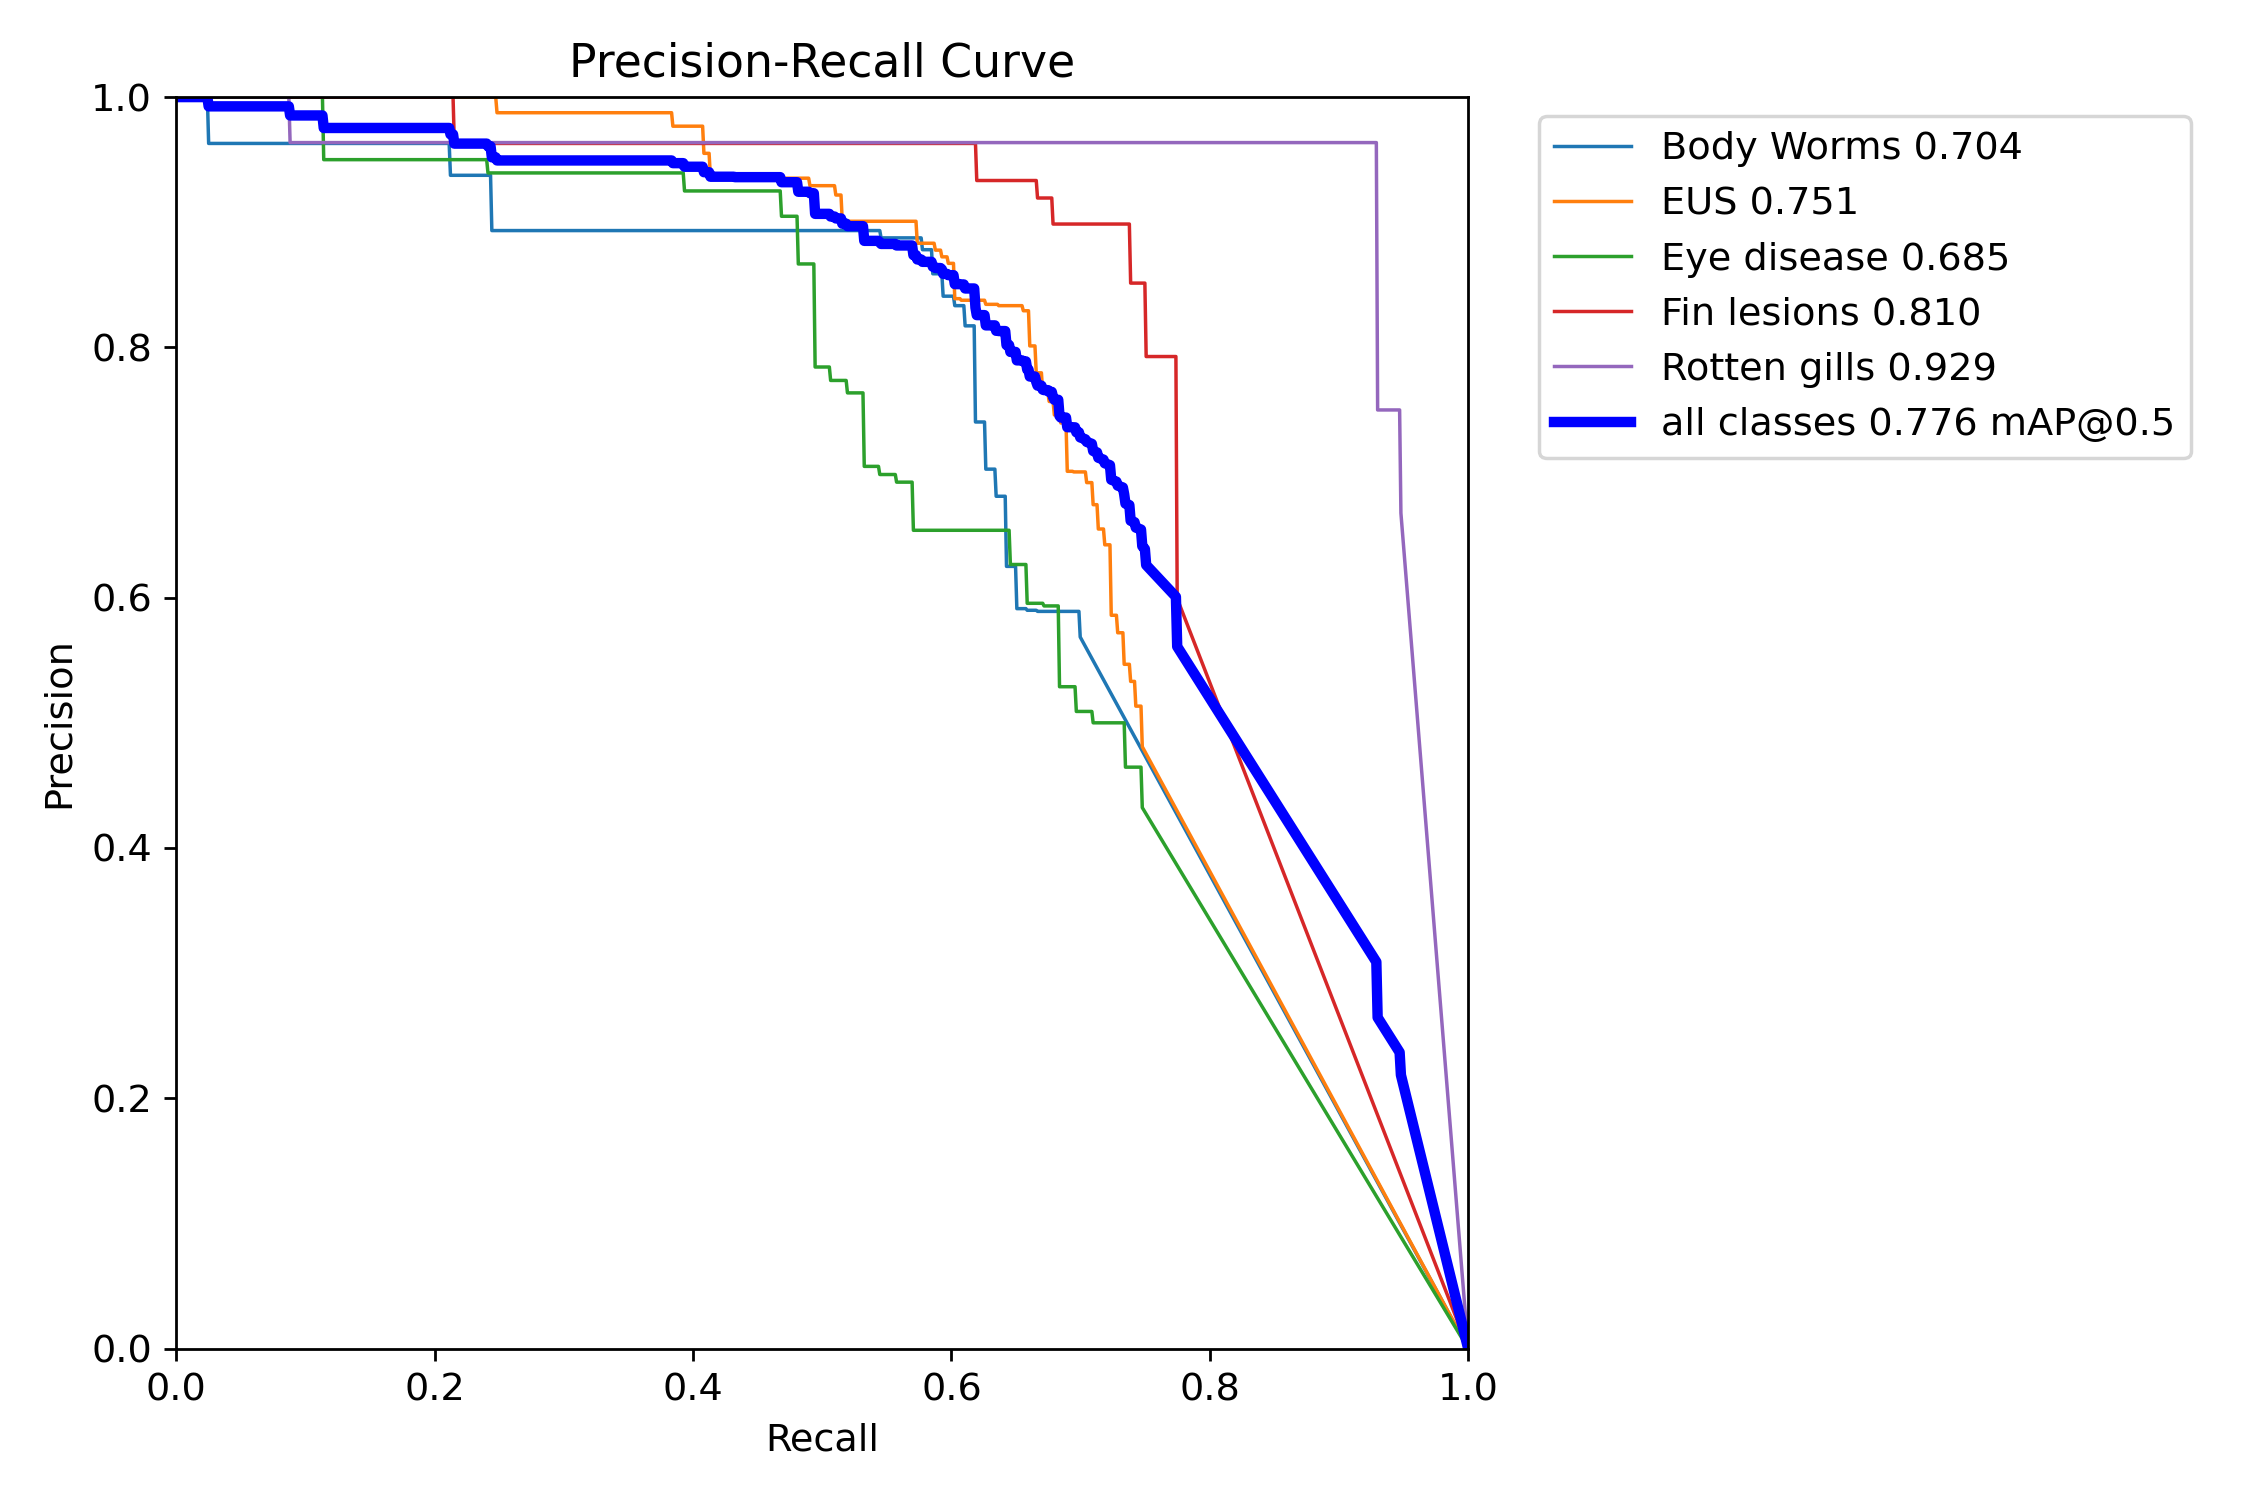 Precision-Recall Curve
1.0
0.8
0.6
0.4
0.2
0.0
Precision
0.0 0.2 0.4 0.6 0.8 1.0
Recall
Body Worms 0.704
EUS 0.751
Eye disease 0.685
Fin lesions 0.810
Rotten gills 0.929
all classes 0.776 mAP@0.5